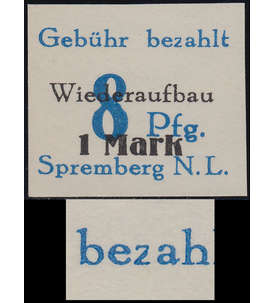 Gebühr bezahlt
Wiederaufbau
8 Pfg.
1 Mark
Spremberg N.L.
bezahl